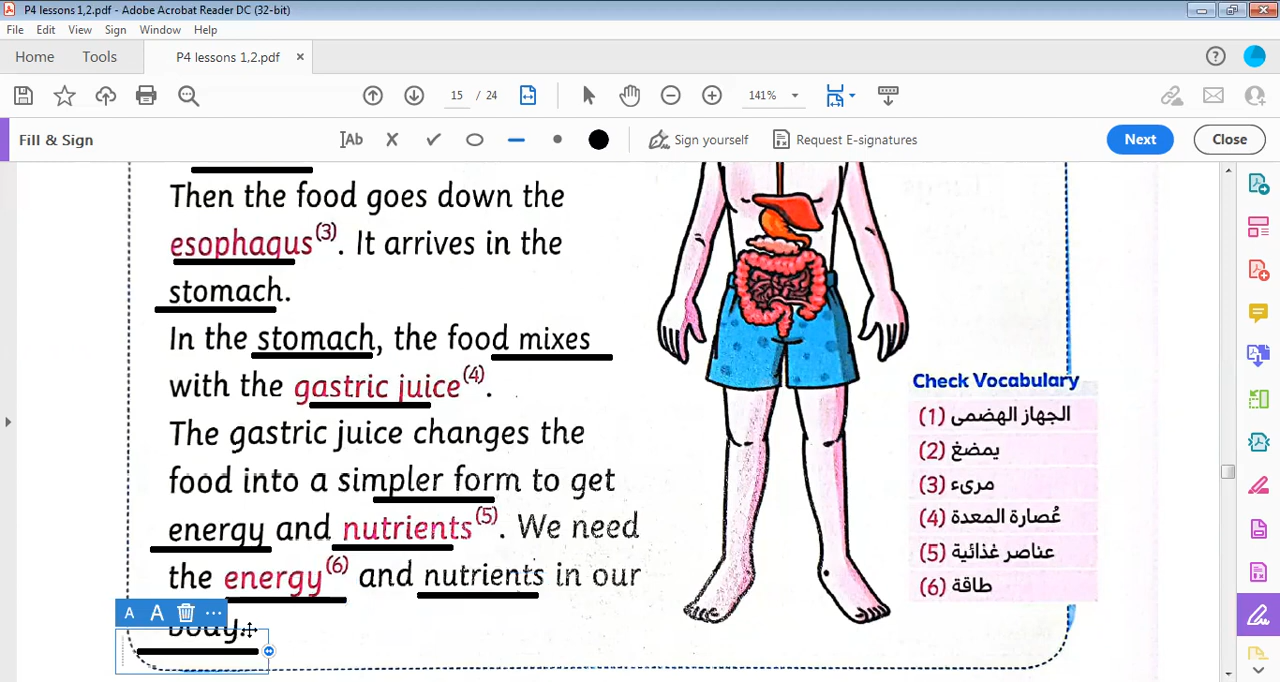 P4 lessons 1,2.pdf - Adobe Acrobat Reader DC (32-bit)
File Edit View Sign Window Help
Home Tools P4 lessons 1,2.pdf ×
15 / 24 141%
Fill & Sign Ab Sign yourself Request E-signatures Next Close
Then the food goes down the
esophagus(3). It arrives in the
stomach.
In the stomach, the food mixes
with the gastric juice(4).
The gastric juice changes the
food into a simpler form to get
energy and nutrients(5). We need
the energy(6) and nutrients in our
A A ...
body.
Check Vocabulary
(1) الجهاز الهضمى
(2) يمضغ
(3) مرىء
(4) عُصارة المعدة
(5) عناصر غذائية
(6) طاقة